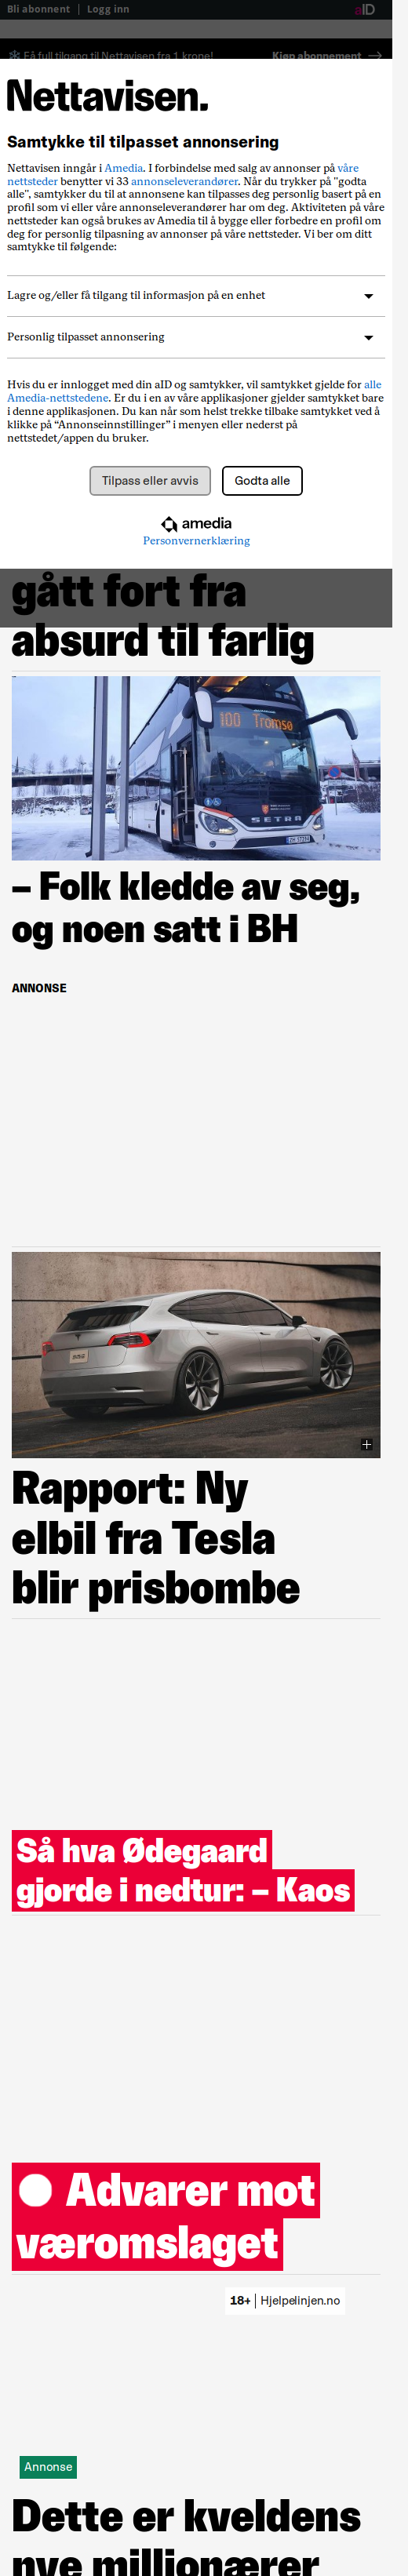 Bli abonnent | Logg inn
aID
Få full tilgang til Nettavisen fra 1 krone!
Kjøp abonnement →
Nettavisen.
Samtykke til tilpasset annonsering
Nettavisen inngår i Amedia. I forbindelse med salg av annonser på våre
nettsteder benytter vi 33 annonseleverandører. Når du trykker på "godta
alle", samtykker du til at annonsene kan tilpasses deg personlig basert på en
profil som vi eller våre annonseleverandører har om deg. Aktiviteten på våre
nettsteder kan også brukes av Amedia til å bygge eller forbedre en profil om
deg for personlig tilpasning av annonser på våre nettsteder. Vi ber om ditt
samtykke til følgende:
Lagre og/eller få tilgang til informasjon på en enhet
Personlig tilpasset annonsering
Hvis du er innlogget med din aID og samtykker, vil samtykket gjelde for alle
Amedia-nettstedene. Er du i en av våre applikasjoner gjelder samtykket bare
i denne applikasjonen. Du kan når som helst trekke tilbake samtykket ved å
klikke på “Annonseinnstillinger” i menyen eller nederst på
nettstedet/appen du bruker.
Tilpass eller avvis
Godta alle
amedia
Personvernerklæring
gått fort fra
absurd til farlig
100 Tromsø
SETRA
– Folk kledde av seg,
og noen satt i BH
ANNONSE
Rapport: Ny
elbil fra Tesla
blir prisbombe
Så hva Ødegaard
gjorde i nedtur: – Kaos
Advarer mot
væromslaget
18+ | Hjelpelinjen.no
Annonse
Dette er kveldens
nye millionærer